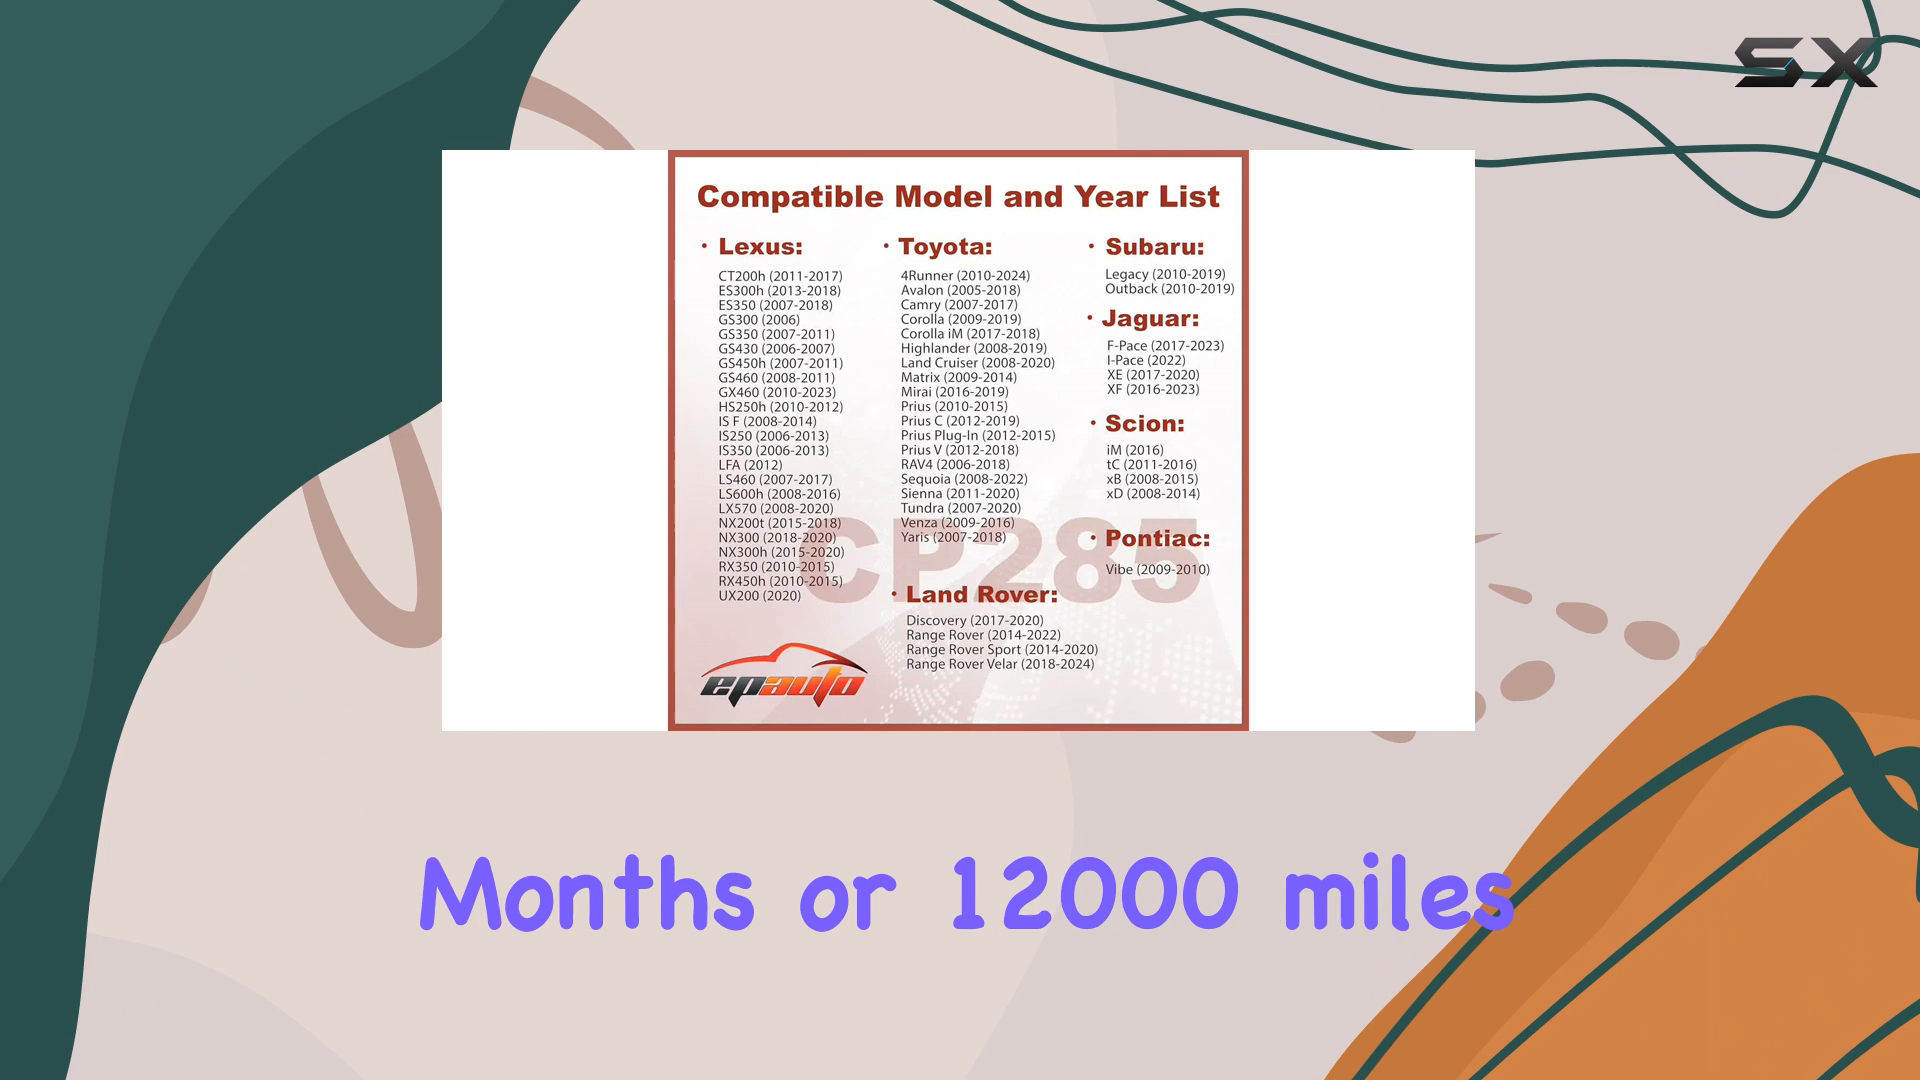 SX
Compatible Model and Year List
· Lexus:
CT200h (2011-2017)
ES300h (2013-2018)
ES350 (2007-2018)
GS300 (2006)
GS350 (2007-2011)
GS430 (2006-2007)
GS450h (2007-2011)
GS460 (2008-2011)
GX460 (2010-2023)
HS250h (2010-2012)
IS F (2008-2014)
IS250 (2006-2013)
IS350 (2006-2013)
LFA (2012)
LS460 (2007-2017)
LS600h (2008-2016)
LX570 (2008-2020)
NX200t (2015-2018)
NX300 (2018-2020)
NX300h (2015-2020)
RX350 (2010-2015)
RX450h (2010-2015)
UX200 (2020)
· Toyota:
4Runner (2010-2024)
Avalon (2005-2018)
Camry (2007-2017)
Corolla (2009-2019)
Corolla iM (2017-2018)
Highlander (2008-2019)
Land Cruiser (2008-2020)
Matrix (2009-2014)
Mirai (2016-2019)
Prius (2010-2015)
Prius C (2012-2019)
Prius Plug-In (2012-2015)
Prius V (2012-2018)
RAV4 (2006-2018)
Sequoia (2008-2022)
Sienna (2011-2020)
Tundra (2007-2020)
Venza (2009-2016)
Yaris (2007-2018)
· Land Rover:
Discovery (2017-2020)
Range Rover (2014-2022)
Range Rover Sport (2014-2020)
Range Rover Velar (2018-2024)
· Subaru:
Legacy (2010-2019)
Outback (2010-2019)
· Jaguar:
F-Pace (2017-2023)
I-Pace (2022)
XE (2017-2020)
XF (2016-2023)
· Scion:
iM (2016)
tC (2011-2016)
xB (2008-2015)
xD (2008-2014)
· Pontiac:
Vibe (2009-2010)
CP285
epauto
Months or 12000 miles